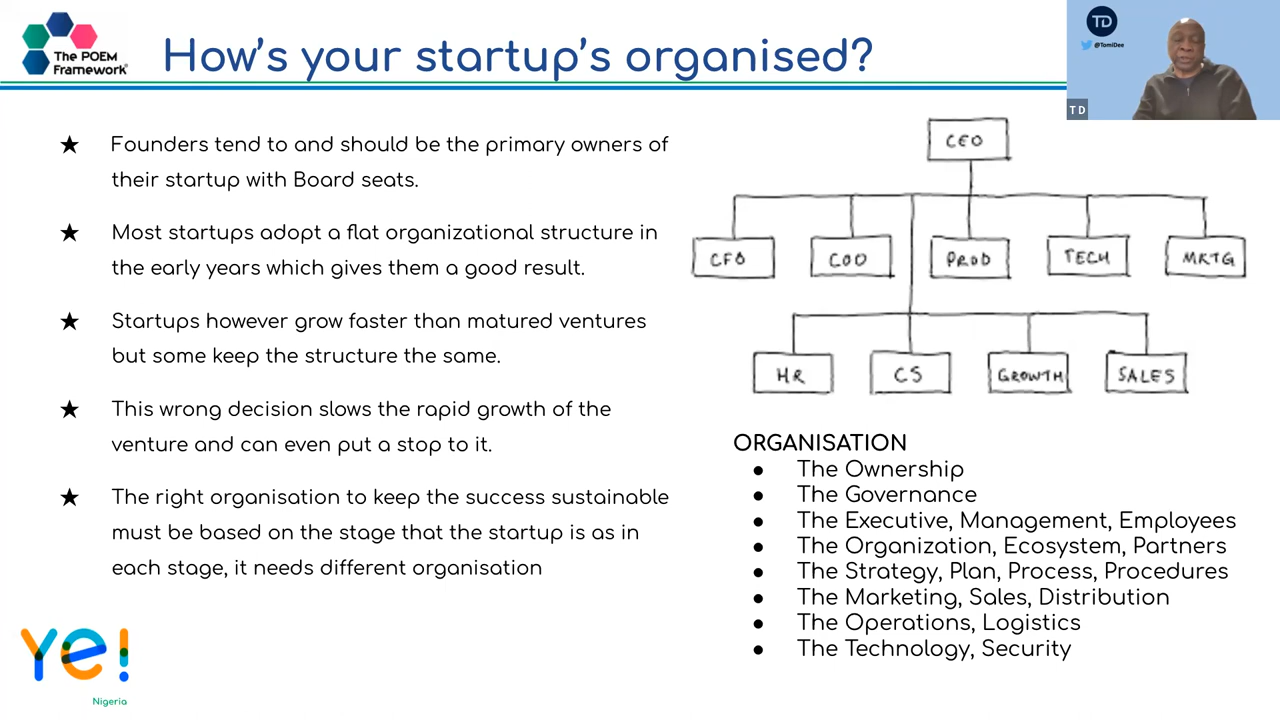 The POEM
Framework
How's your startup's organised?
TD
@TomiDee
T D
★ Founders tend to and should be the primary owners of
their startup with Board seats.
★ Most startups adopt a flat organizational structure in
the early years which gives them a good result.
★ Startups however grow faster than matured ventures
but some keep the structure the same.
★ This wrong decision slows the rapid growth of the
venture and can even put a stop to it.
★ The right organisation to keep the success sustainable
must be based on the stage that the startup is as in
each stage, it needs different organisation
CEO
CFO
COO
PROD
TECH
MKTG
HR
CS
GROWTH
SALES
ORGANISATION
● The Ownership
● The Governance
● The Executive, Management, Employees
● The Organization, Ecosystem, Partners
● The Strategy, Plan, Process, Procedures
● The Marketing, Sales, Distribution
● The Operations, Logistics
● The Technology, Security
Ye!
Nigeria